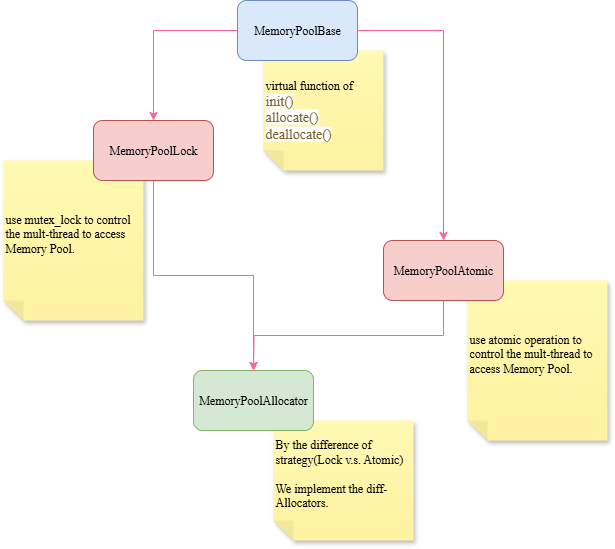 MemoryPoolBase
virtual function of
init()
allocate()
deallocate()
MemoryPoolLock
use mutex_lock to control
the mult-thread to access
Memory Pool.
MemoryPoolAtomic
use atomic operation to
control the mult-thread to
access Memory Pool.
MemoryPoolAllocator
By the difference of
strategy(Lock v.s. Atomic)
We implement the diff-
Allocators.